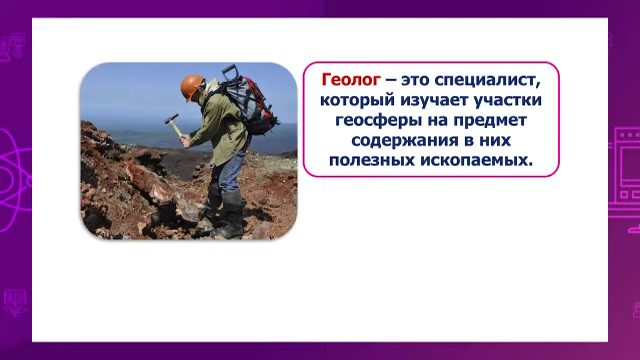 Геолог – это специалист,
который изучает участки
геосферы на предмет
содержания в них
полезных ископаемых.